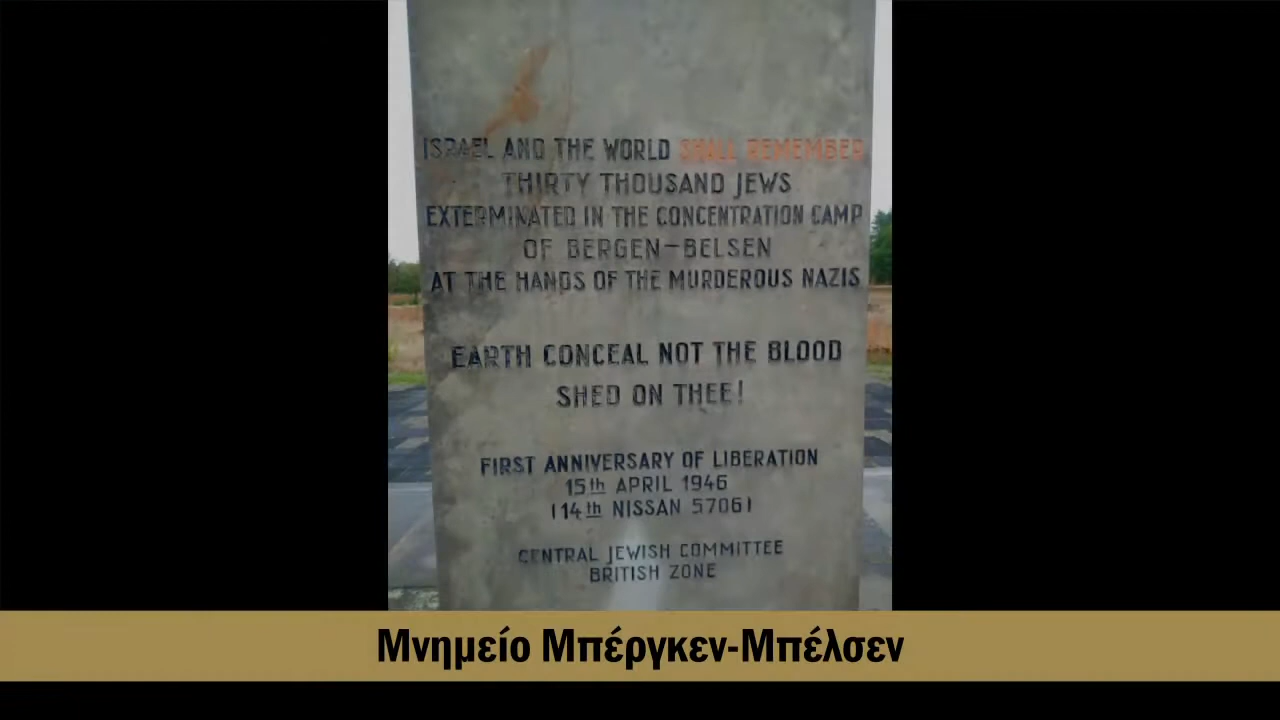 ISRAEL AND THE WORLD SHALL REMEMBER
THIRTY THOUSAND JEWS
EXTERMINATED IN THE CONCENTRATION CAMP
OF BERGEN-BELSEN
AT THE HANDS OF THE MURDEROUS NAZIS
EARTH CONCEAL NOT THE BLOOD
SHED ON THEE!
FIRST ANNIVERSARY OF LIBERATION
15th APRIL 1946
(14th NISSAN 5706)
CENTRAL JEWISH COMMITTEE
BRITISH ZONE
Μνημείο Μπέργκεν-Μπέλσεν